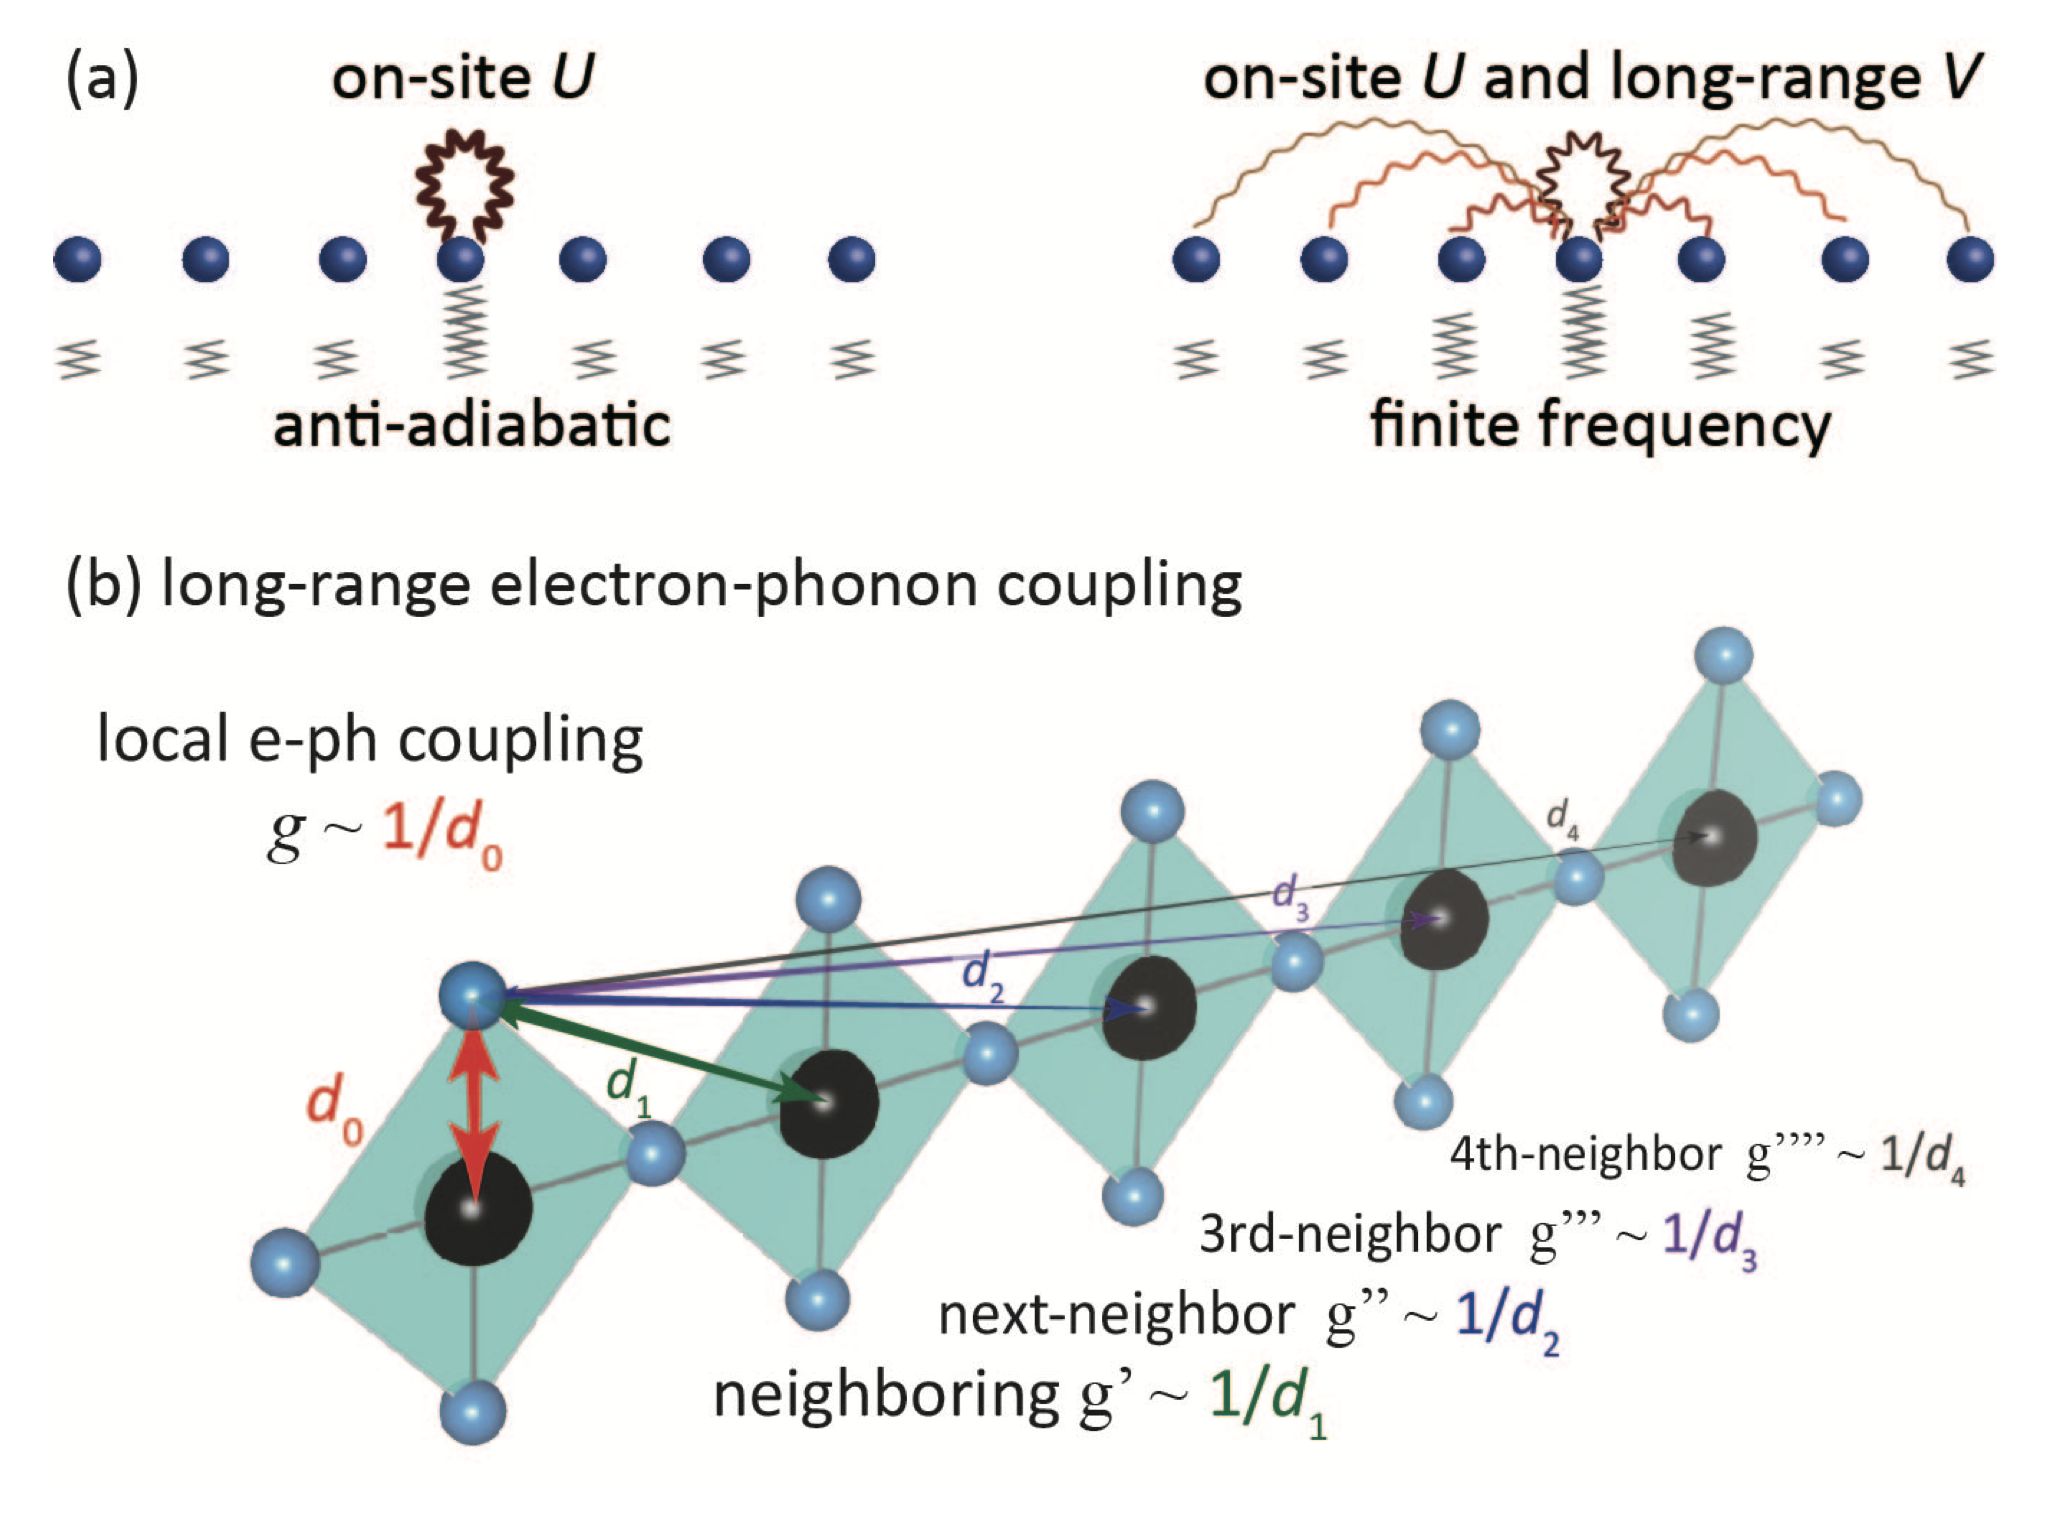 (a)
on-site U
on-site U and long-range V
anti-adiabatic
finite frequency
(b) long-range electron-phonon coupling
local e-ph coupling
g ~ 1/d₀
d₄
d₃
d₂
d₁
d₀
4th-neighbor g’’’’ ~ 1/d₄
3rd-neighbor g’’’ ~ 1/d₃
next-neighbor g’’ ~ 1/d₂
neighboring g’ ~ 1/d₁